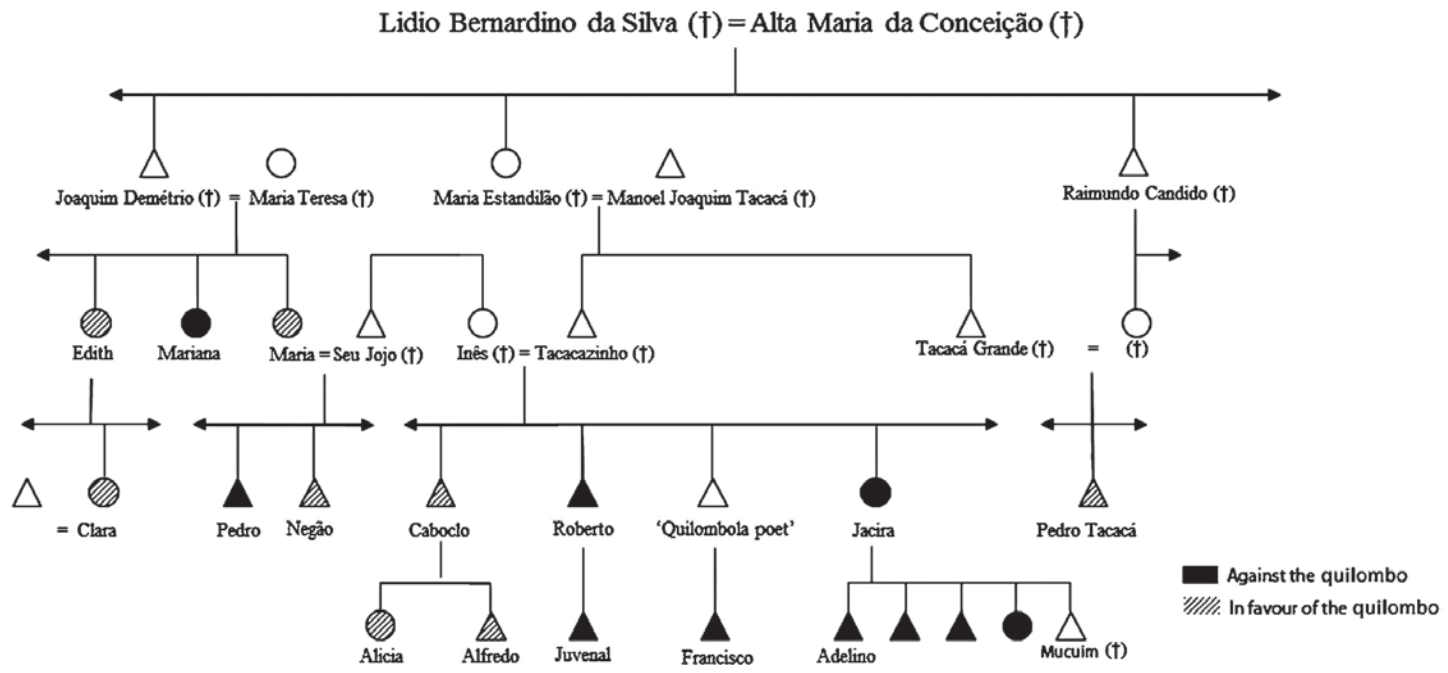 Lidio Bernardino da Silva (†) = Alta Maria da Conceição (†)
Joaquim Demétrio (†) = Maria Teresa (†)
Maria Estandilão (†) = Manoel Joaquim Tacacá (†)
Raimundo Candido (†)
Edith
Mariana
Maria = Seu Jojo (†)
Inês (†) = Tacacazinho (†)
Tacacá Grande (†) = (†)
= Clara
Pedro
Negão
Caboclo
Roberto
‘Quilombola poet’
Jacira
Pedro Tacacá
Alicia
Alfredo
Juvenal
Francisco
Adelino
Mucuim (†)
Against the quilombo
In favour of the quilombo